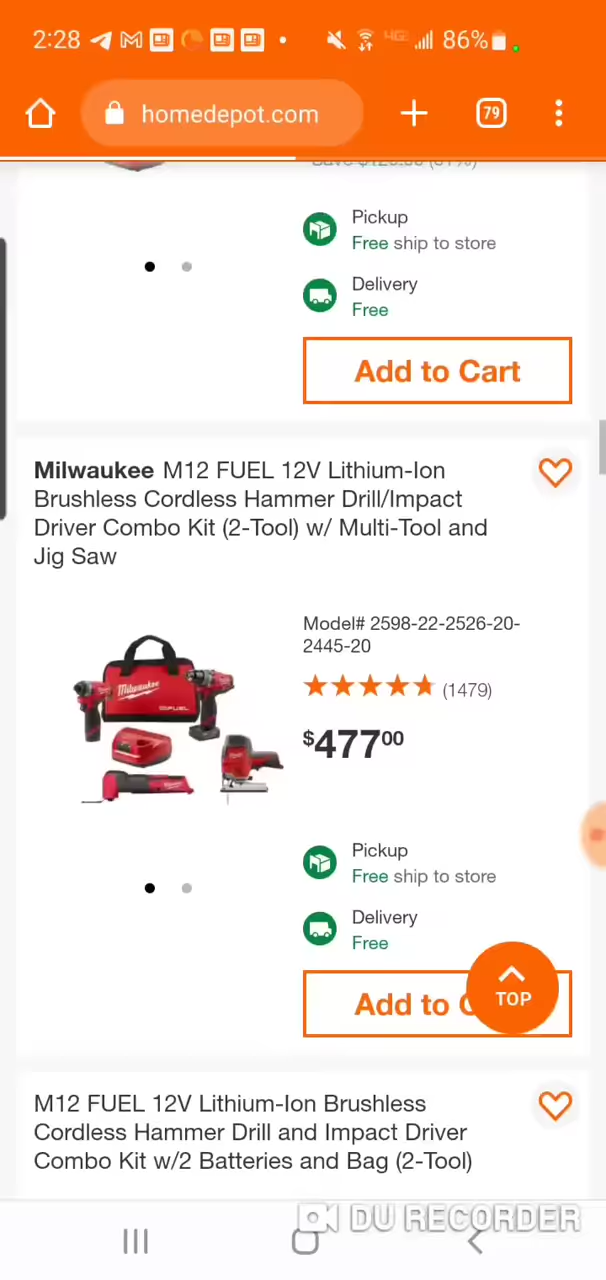 2:28
4G
86%
homedepot.com
79
Pickup
Free ship to store
Delivery
Free
Add to Cart
Milwaukee M12 FUEL 12V Lithium-Ion
Brushless Cordless Hammer Drill/Impact
Driver Combo Kit (2-Tool) w/ Multi-Tool and
Jig Saw
Model# 2598-22-2526-20-
2445-20
(1479)
$47700
Milwaukee
FUEL
Pickup
Free ship to store
Delivery
Free
Add to
TOP
M12 FUEL 12V Lithium-Ion Brushless
Cordless Hammer Drill and Impact Driver
Combo Kit w/2 Batteries and Bag (2-Tool)
DU RECORDER